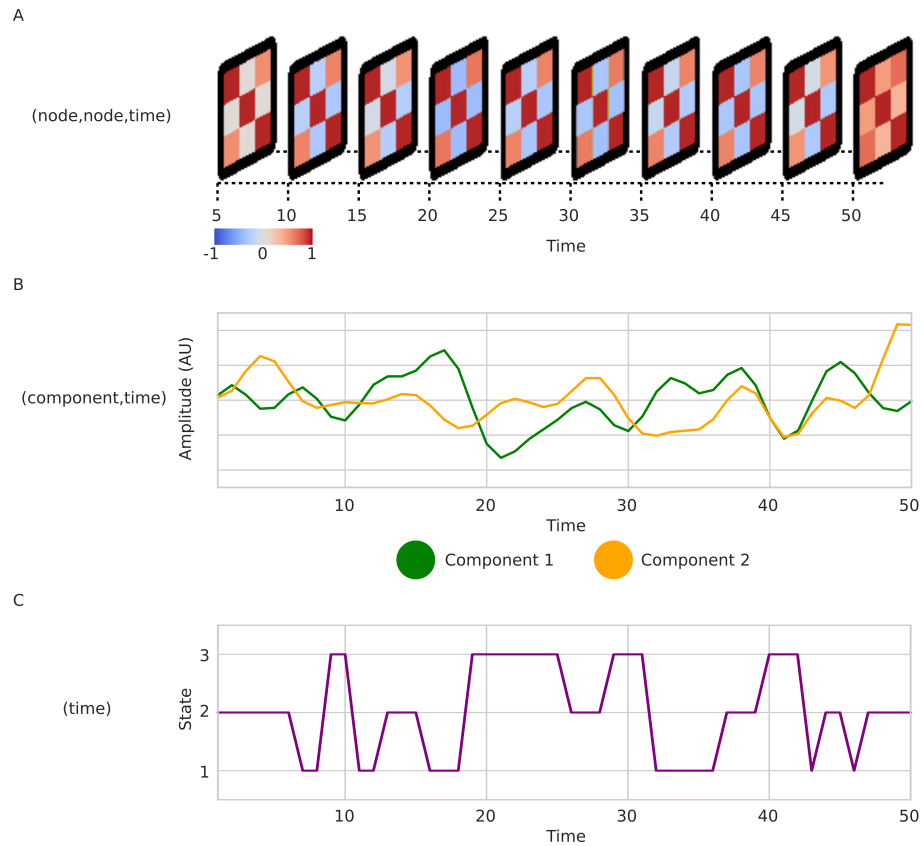 A
(node,node,time)
5 10 15 20 25 30 35 40 45 50
Time
-1 0 1
B
(component,time)
Amplitude (AU)
10 20 30 40 50
Time
Component 1 Component 2
C
(time)
State
3
2
1
10 20 30 40 50
Time